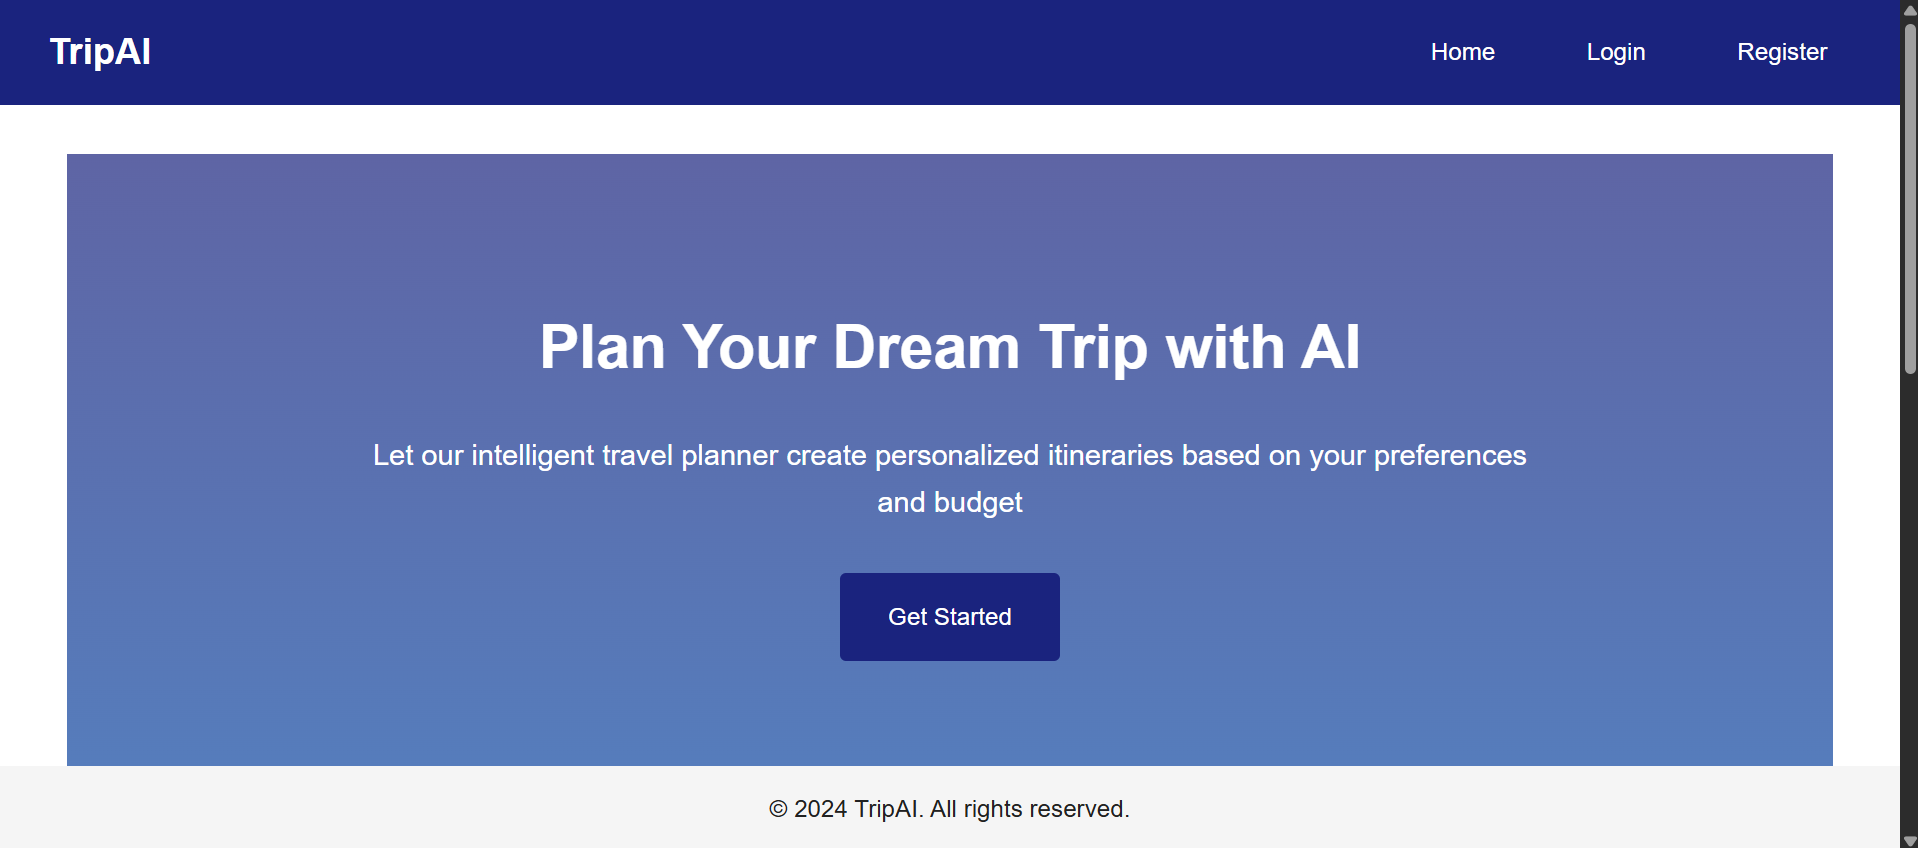 TripAI
Home
Login
Register
Plan Your Dream Trip with AI
Let our intelligent travel planner create personalized itineraries based on your preferences
and budget
Get Started
© 2024 TripAI. All rights reserved.